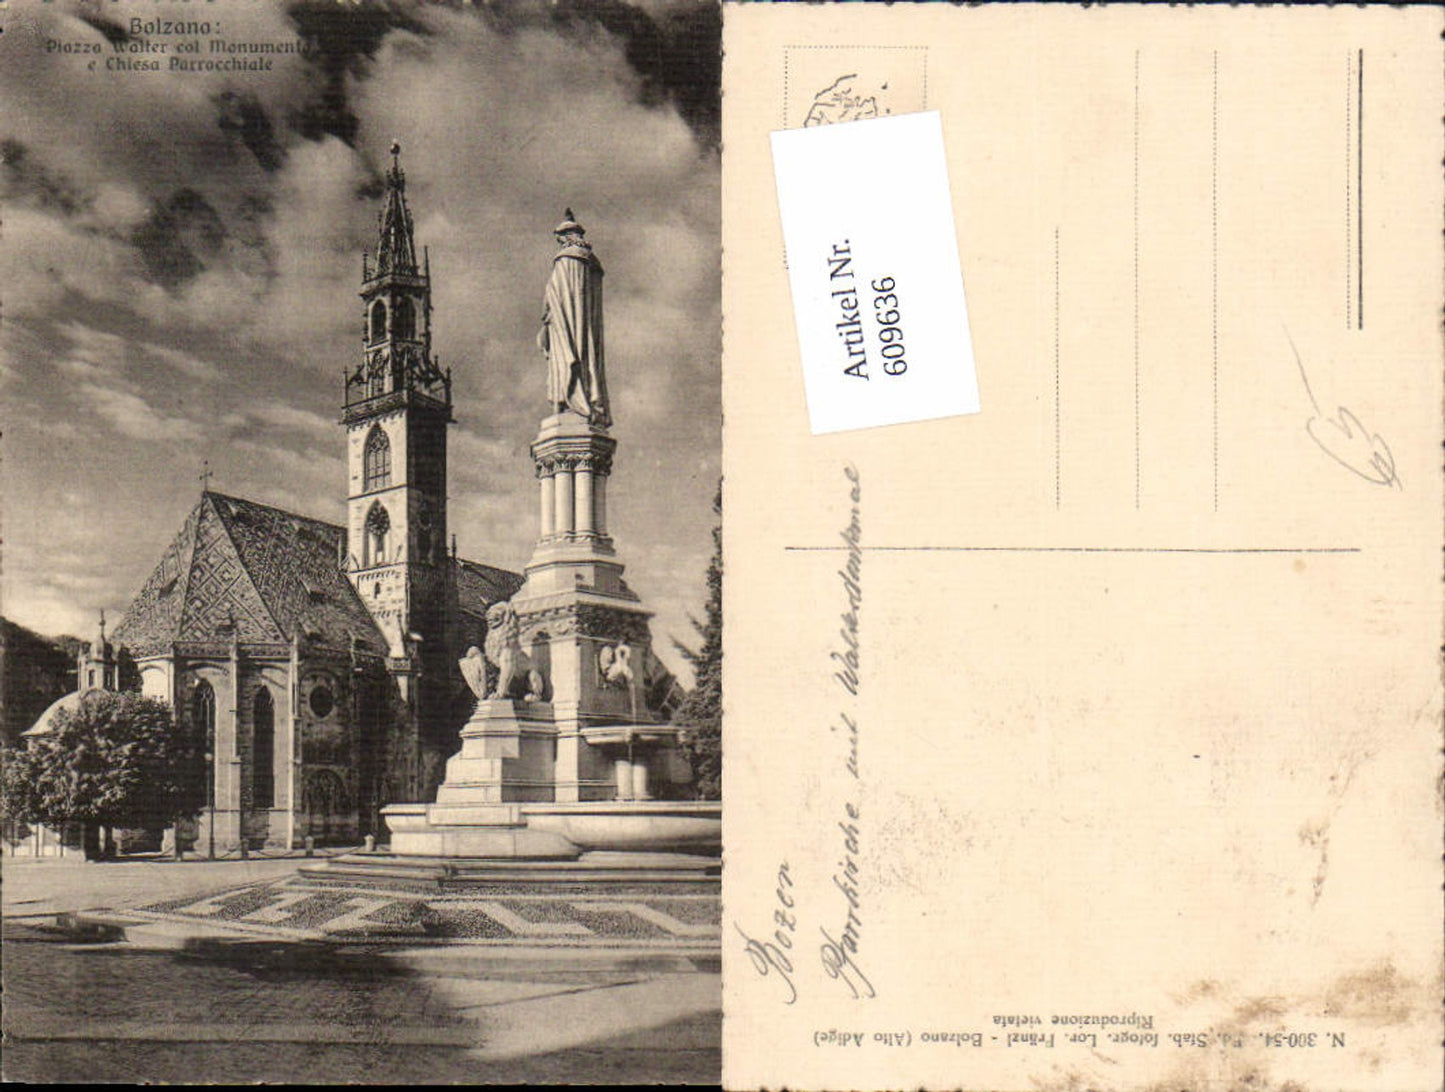 Bolzano:
Piazza Walter col Monumento
e Chiesa Parrocchiale
Artikel Nr.
609636
Bozen
Pfarrkirche mit Walterdenkmal
N. 300-54. Ed. Stab. fotogr. Lor. Fränzl - Bolzano (Alto Adige)
Riproduzione vietata